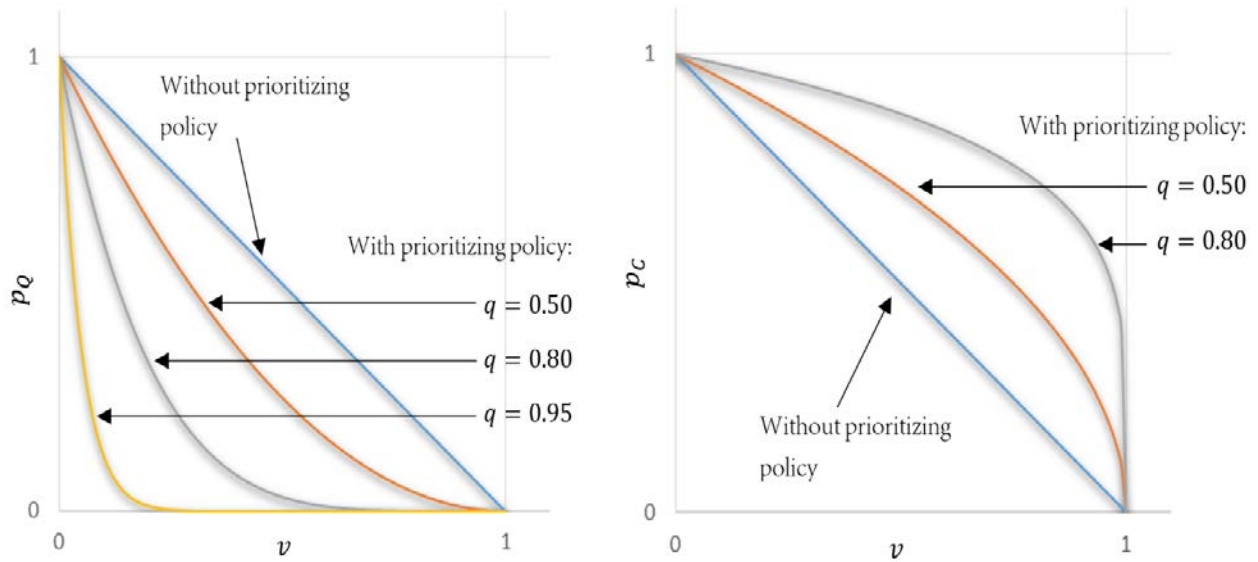 1
Without prioritizing
policy
With prioritizing policy:
q = 0.50
q = 0.80
q = 0.95
p_Q
0
0
v
1
1
With prioritizing policy:
q = 0.50
q = 0.80
p_C
Without prioritizing
policy
0
0
v
1